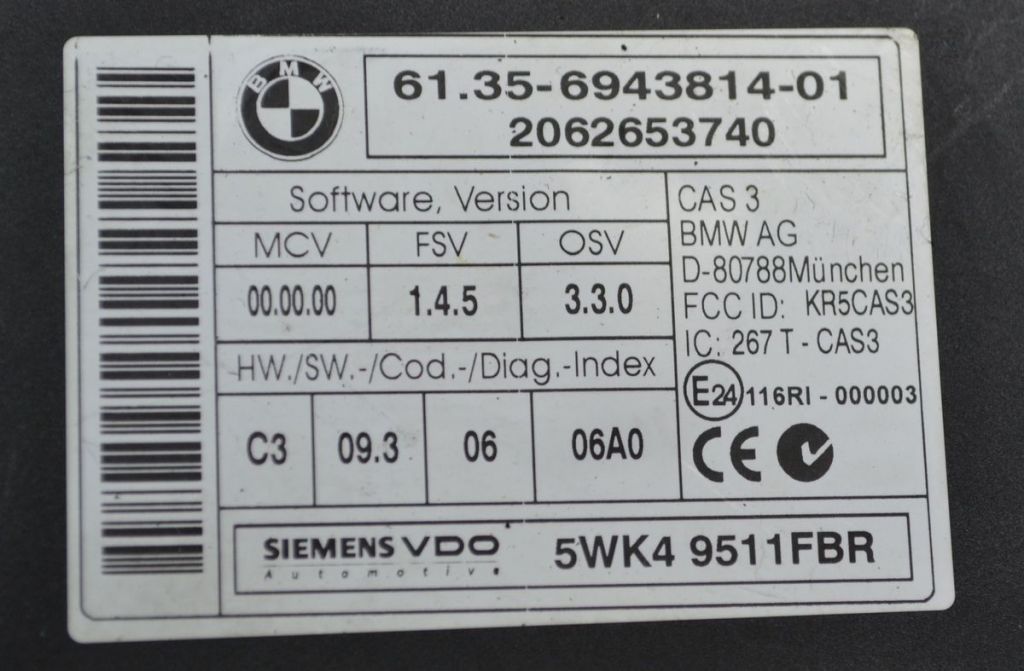 BMW
61.35-6943814-01
2062653740
Software, Version
MCV FSV OSV
00.00.00 1.4.5 3.3.0
HW./SW.-/Cod.-/Diag.-Index
C3 09.3 06 06A0
CAS 3
BMW AG
D-80788München
FCC ID: KR5CAS3
IC: 267 T - CAS3
E24 116RI - 000003
CE
SIEMENS VDO
Automotive
5WK4 9511FBR